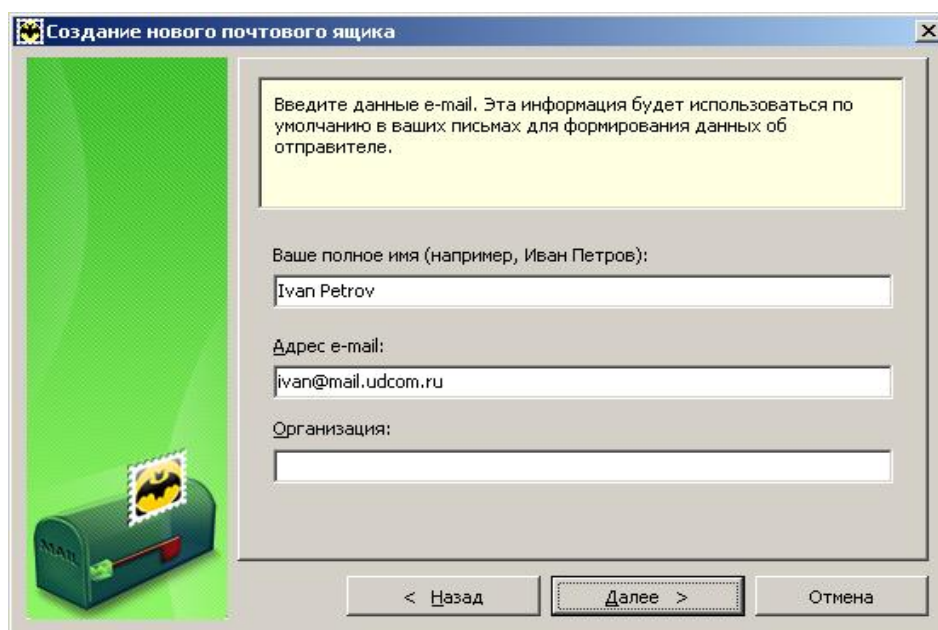 Создание нового почтового ящика
Введите данные e-mail. Эта информация будет использоваться по
умолчанию в ваших письмах для формирования данных об
отправителе.
Ваше полное имя (например, Иван Петров):
Ivan Petrov
Адрес e-mail:
ivan@mail.udcom.ru
Организация:
MAIL
< Назад
Далее >
Отмена